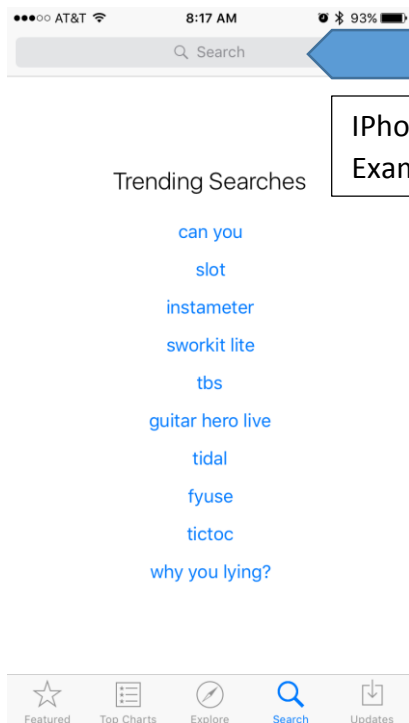 AT&T 8:17 AM 93%
Search
IPho
Exan
Trending Searches
can you
slot
instameter
sworkit lite
tbs
guitar hero live
tidal
fyuse
tictoc
why you lying?
Featured Top Charts Explore Search Updates